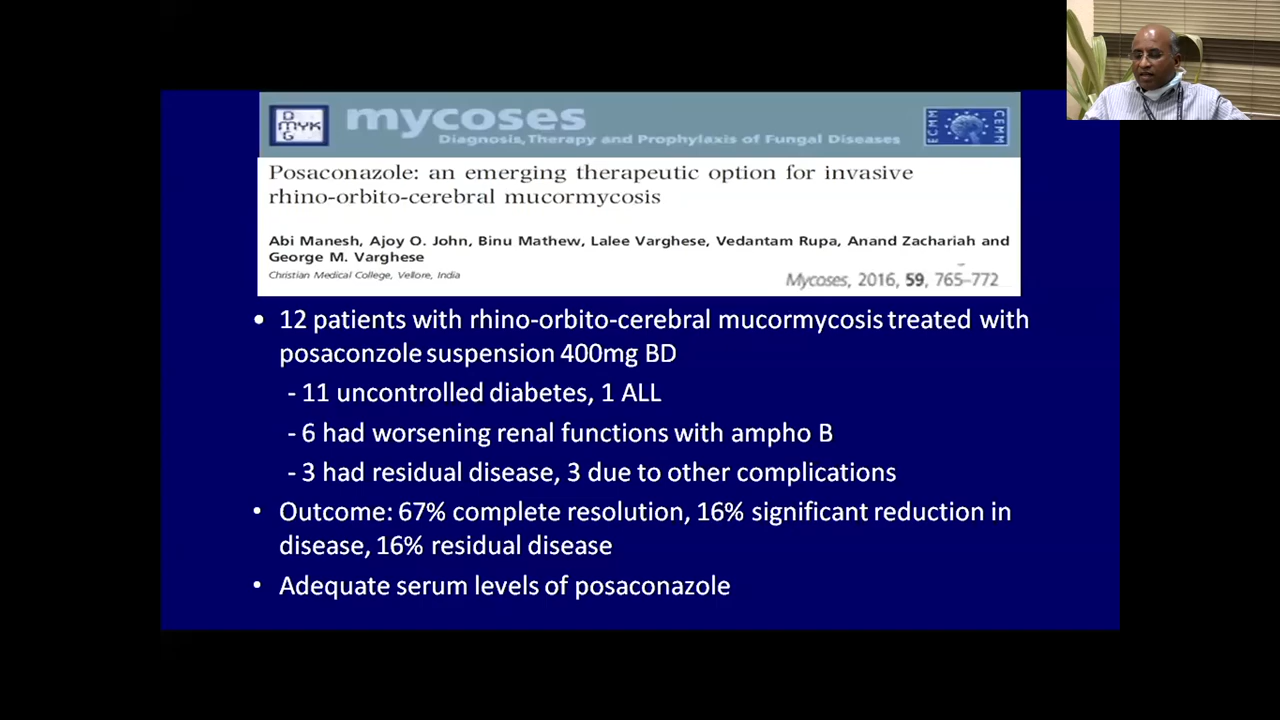 D
MYK
G
mycoses
Diagnosis, Therapy and Prophylaxis of Fungal Diseases
ECMM
CEMM
Posaconazole: an emerging therapeutic option for invasive
rhino-orbito-cerebral mucormycosis
Abi Manesh, Ajoy O. John, Binu Mathew, Lalee Varghese, Vedantam Rupa, Anand Zachariah and
George M. Varghese
Christian Medical College, Vellore, India
Mycoses, 2016, 59, 765–772
• 12 patients with rhino-orbito-cerebral mucormycosis treated with
posaconzole suspension 400mg BD
- 11 uncontrolled diabetes, 1 ALL
- 6 had worsening renal functions with ampho B
- 3 had residual disease, 3 due to other complications
• Outcome: 67% complete resolution, 16% significant reduction in
disease, 16% residual disease
• Adequate serum levels of posaconazole